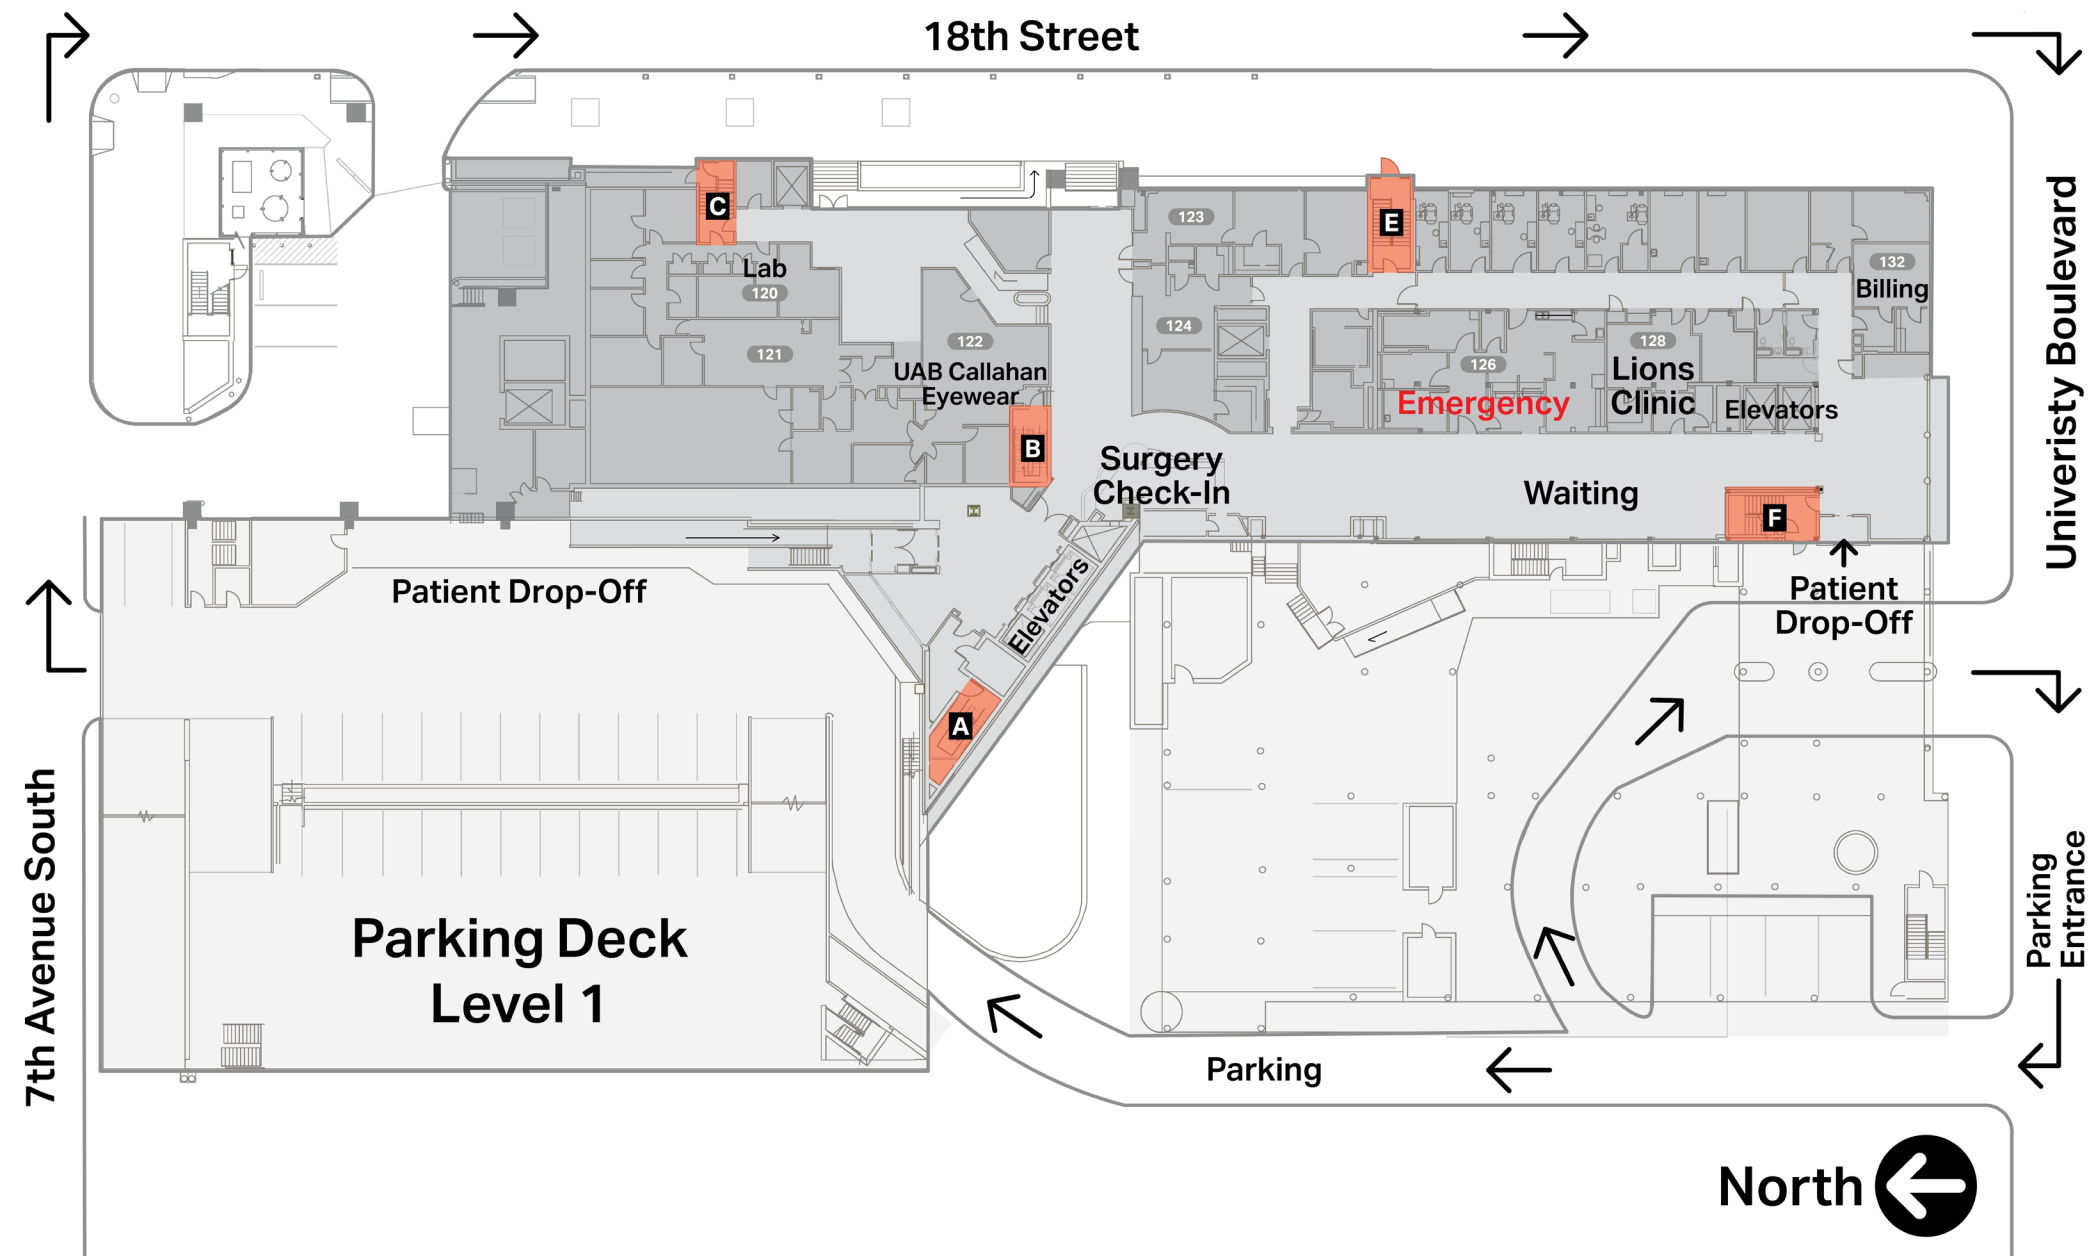 18th Street
C
E
B
F
A
123
Lab
120
132
Billing
124
122
121
128
126
UAB Callahan
Eyewear
Lions
Clinic
Emergency
Elevators
Surgery
Check-In
Waiting
Univeristy Boulevard
Patient Drop-Off
Elevators
Patient
Drop-Off
7th Avenue South
Parking Deck
Level 1
Parking
Entrance
Parking
North